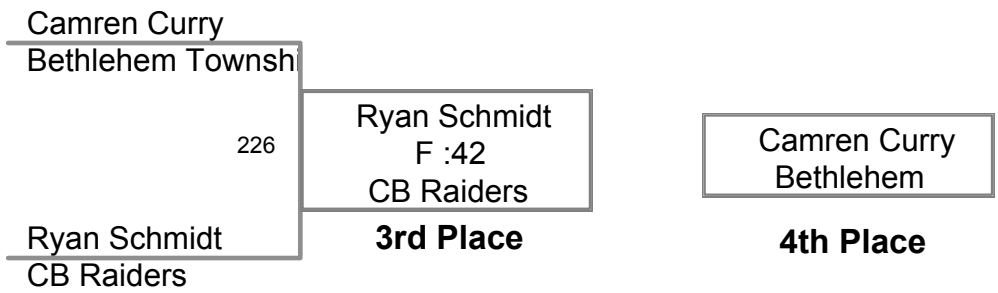 Camren Curry
Bethlehem Townshi
226
Ryan Schmidt
CB Raiders
Ryan Schmidt
F :42
CB Raiders
3rd Place
Camren Curry
Bethlehem
4th Place